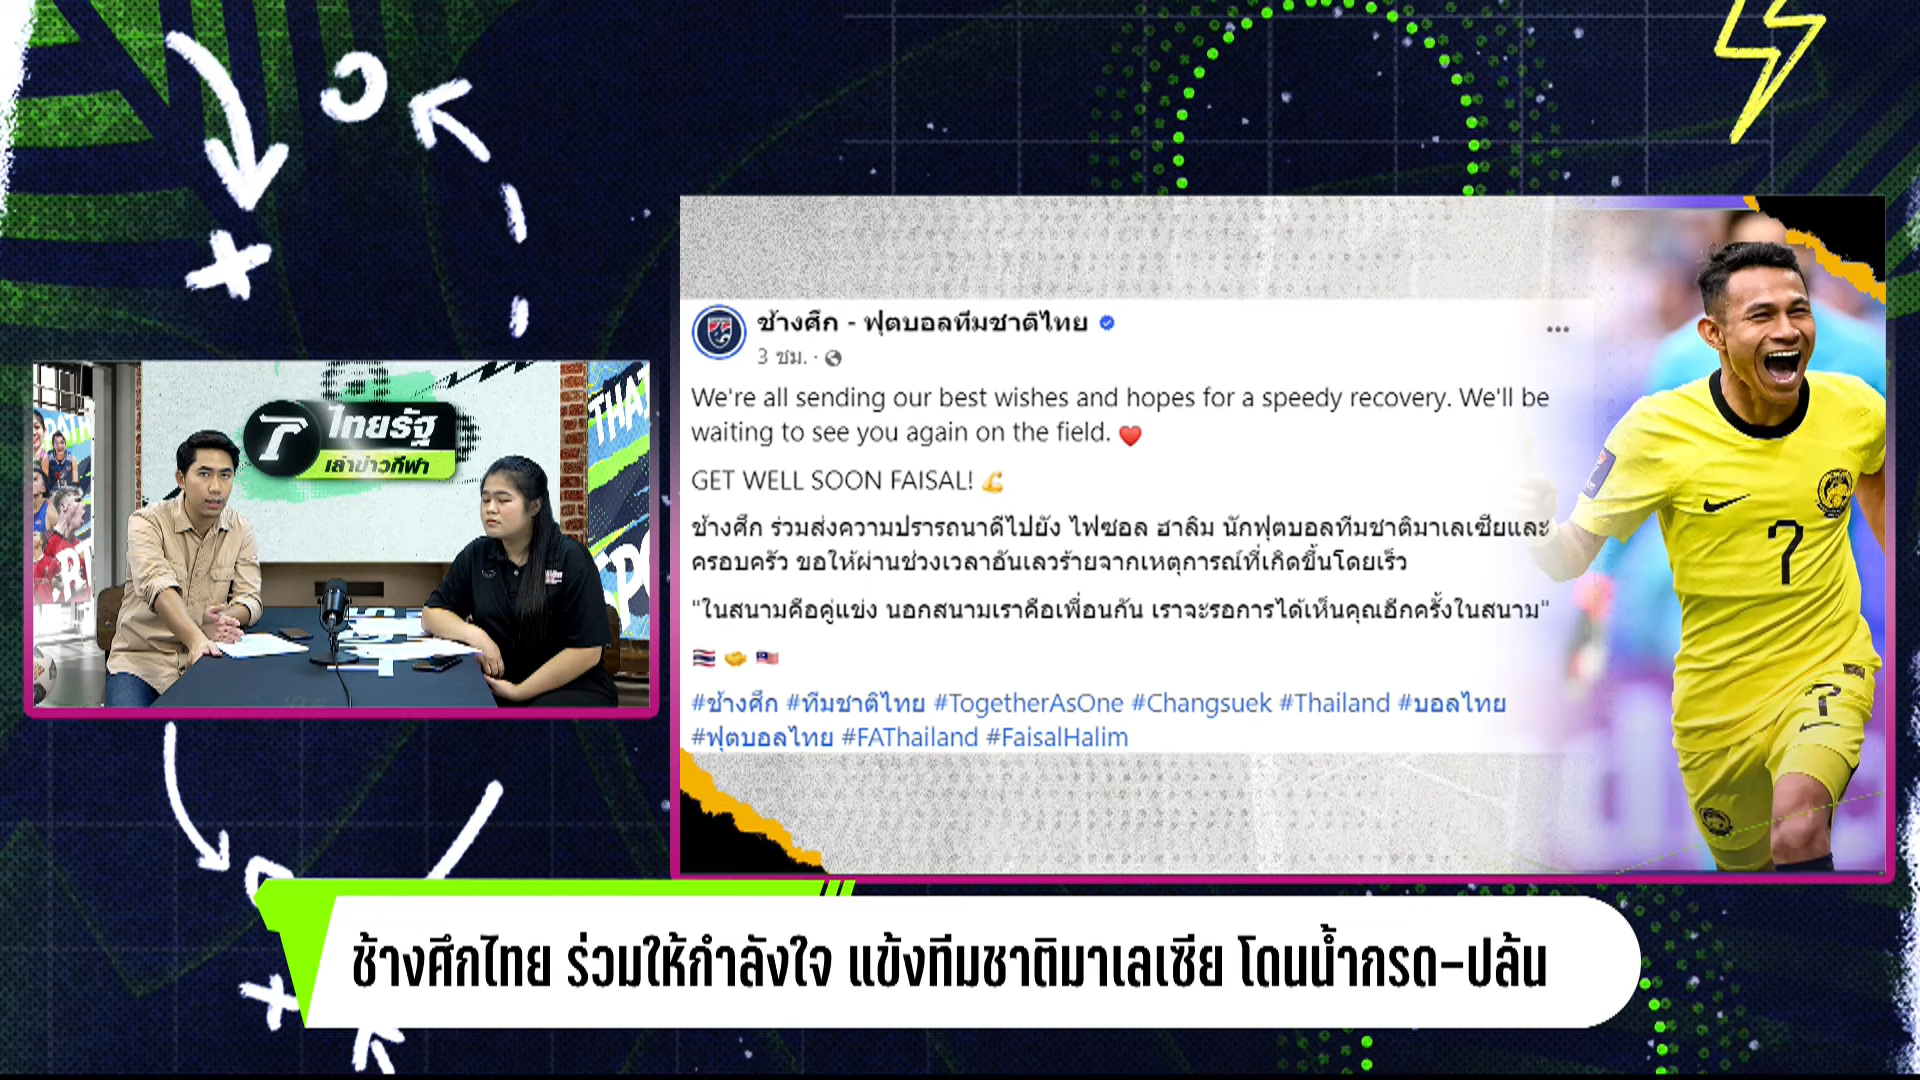 ไทยรัฐ
เล่าข่าวกีฬา
THA
SPO
PATH
RT
ช้างศึก - ฟุตบอลทีมชาติไทย
3 ชม.
We're all sending our best wishes and hopes for a speedy recovery. We'll be
waiting to see you again on the field. ❤️
GET WELL SOON FAISAL! 💪
ช้างศึก ร่วมส่งความปรารถนาดีไปยัง ไฟซอล ฮาลิม นักฟุตบอลทีมชาติมาเลเซียและ
ครอบครัว ขอให้ผ่านช่วงเวลาอันเลวร้ายจากเหตุการณ์ที่เกิดขึ้นโดยเร็ว
"ในสนามคือคู่แข่ง นอกสนามเราคือเพื่อนกัน เราจะรอการได้เห็นคุณอีกครั้งในสนาม"
🇹🇭 🤝 🇲🇾
#ช้างศึก #ทีมชาติไทย #TogetherAsOne #Changsuek #Thailand #บอลไทย
#ฟุตบอลไทย #FAThailand #FaisalHalim
7
7
ช้างศึกไทย ร่วมให้กำลังใจ แข้งทีมชาติมาเลเซีย โดนน้ำกรด-ปล้น